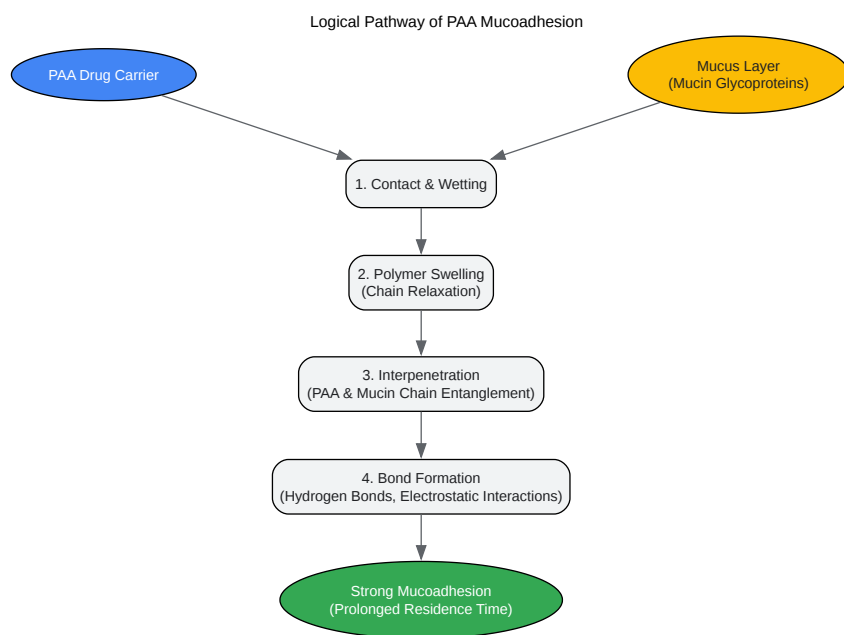 Logical Pathway of PAA Mucoadhesion
PAA Drug Carrier
Mucus Layer
(Mucin Glycoproteins)
1. Contact & Wetting
2. Polymer Swelling
(Chain Relaxation)
3. Interpenetration
(PAA & Mucin Chain Entanglement)
4. Bond Formation
(Hydrogen Bonds, Electrostatic Interactions)
Strong Mucoadhesion
(Prolonged Residence Time)